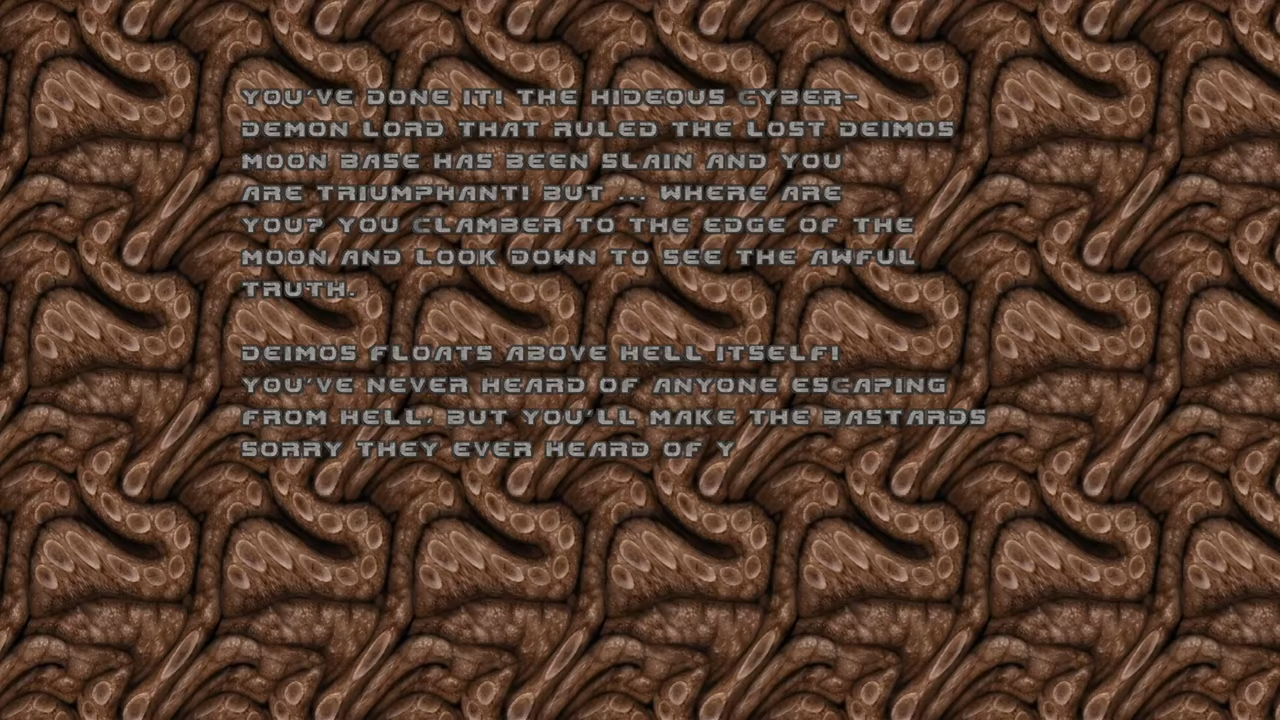 YOU'VE DONE IT! THE HIDEOUS CYBER-
DEMON LORD THAT RULED THE LOST DEIMOS
MOON BASE HAS BEEN SLAIN AND YOU
ARE TRIUMPHANT! BUT ... WHERE ARE
YOU? YOU CLAMBER TO THE EDGE OF THE
MOON AND LOOK DOWN TO SEE THE AWFUL
TRUTH.

DEIMOS FLOATS ABOVE HELL ITSELF!
YOU'VE NEVER HEARD OF ANYONE ESCAPING
FROM HELL, BUT YOU'LL MAKE THE BASTARDS
SORRY THEY EVER HEARD OF Y